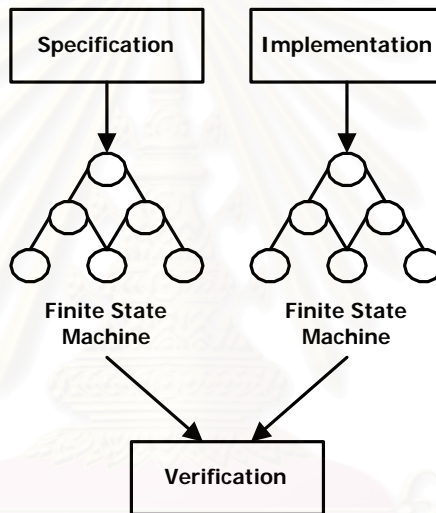 Specification
Implementation
Finite State
Machine
Finite State
Machine
Verification